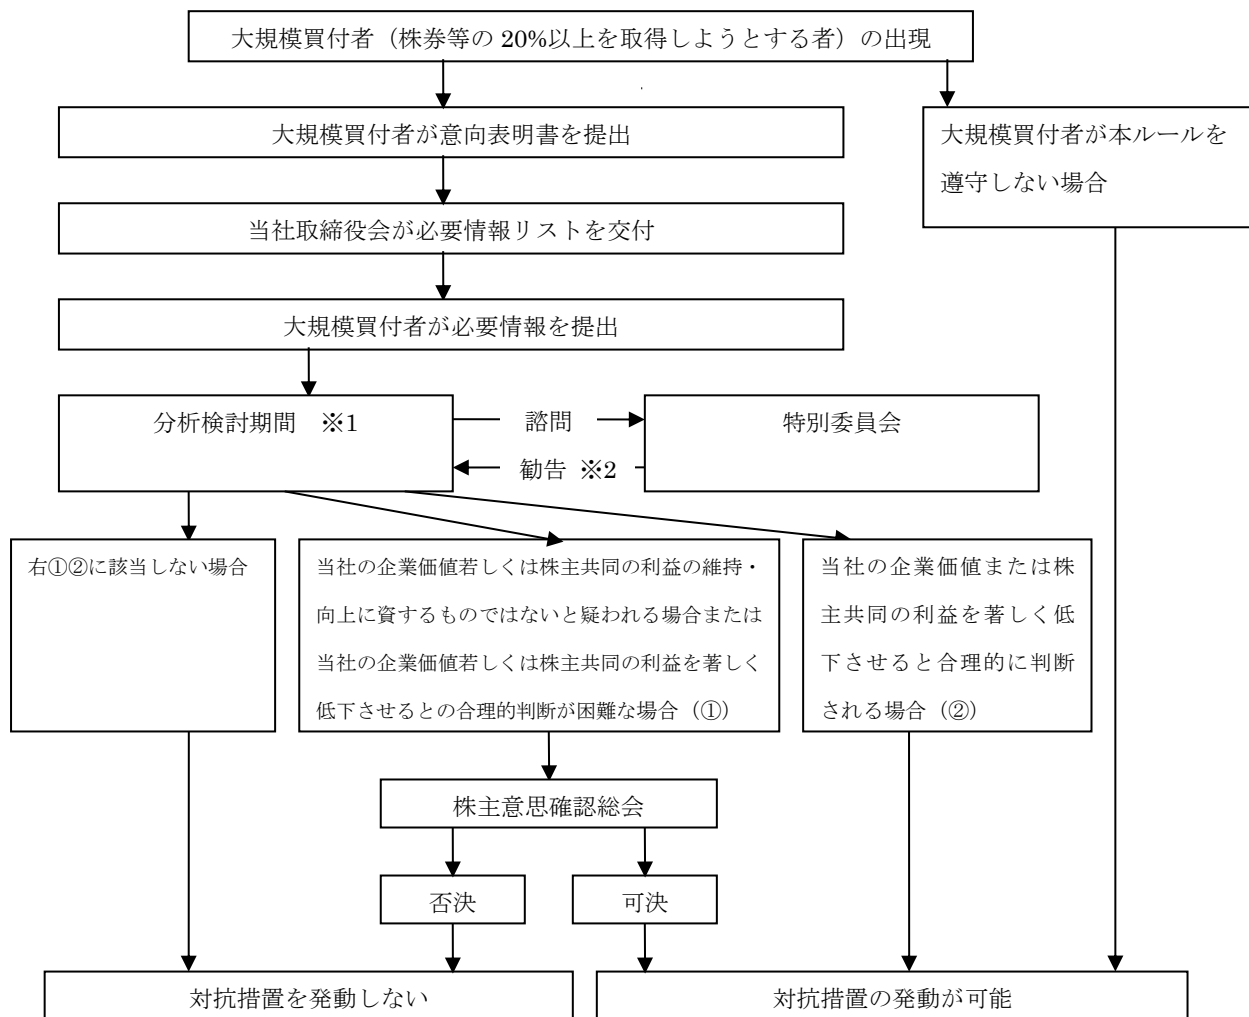 大規模買付者（株券等の 20%以上を取得しようとする者）の出現
大規模買付者が意向表明書を提出
大規模買付者が本ルールを
遵守しない場合
当社取締役会が必要情報リストを交付
大規模買付者が必要情報を提出
分析検討期間　※1
諮問
特別委員会
勧告 ※2
右①②に該当しない場合
当社の企業価値若しくは株主共同の利益の維持・
向上に資するものではないと疑われる場合または
当社の企業価値若しくは株主共同の利益を著しく
低下させるとの合理的判断が困難な場合（①）
当社の企業価値または株
主共同の利益を著しく低
下させると合理的に判断
される場合（②）
株主意思確認総会
否決
可決
対抗措置を発動しない
対抗措置の発動が可能